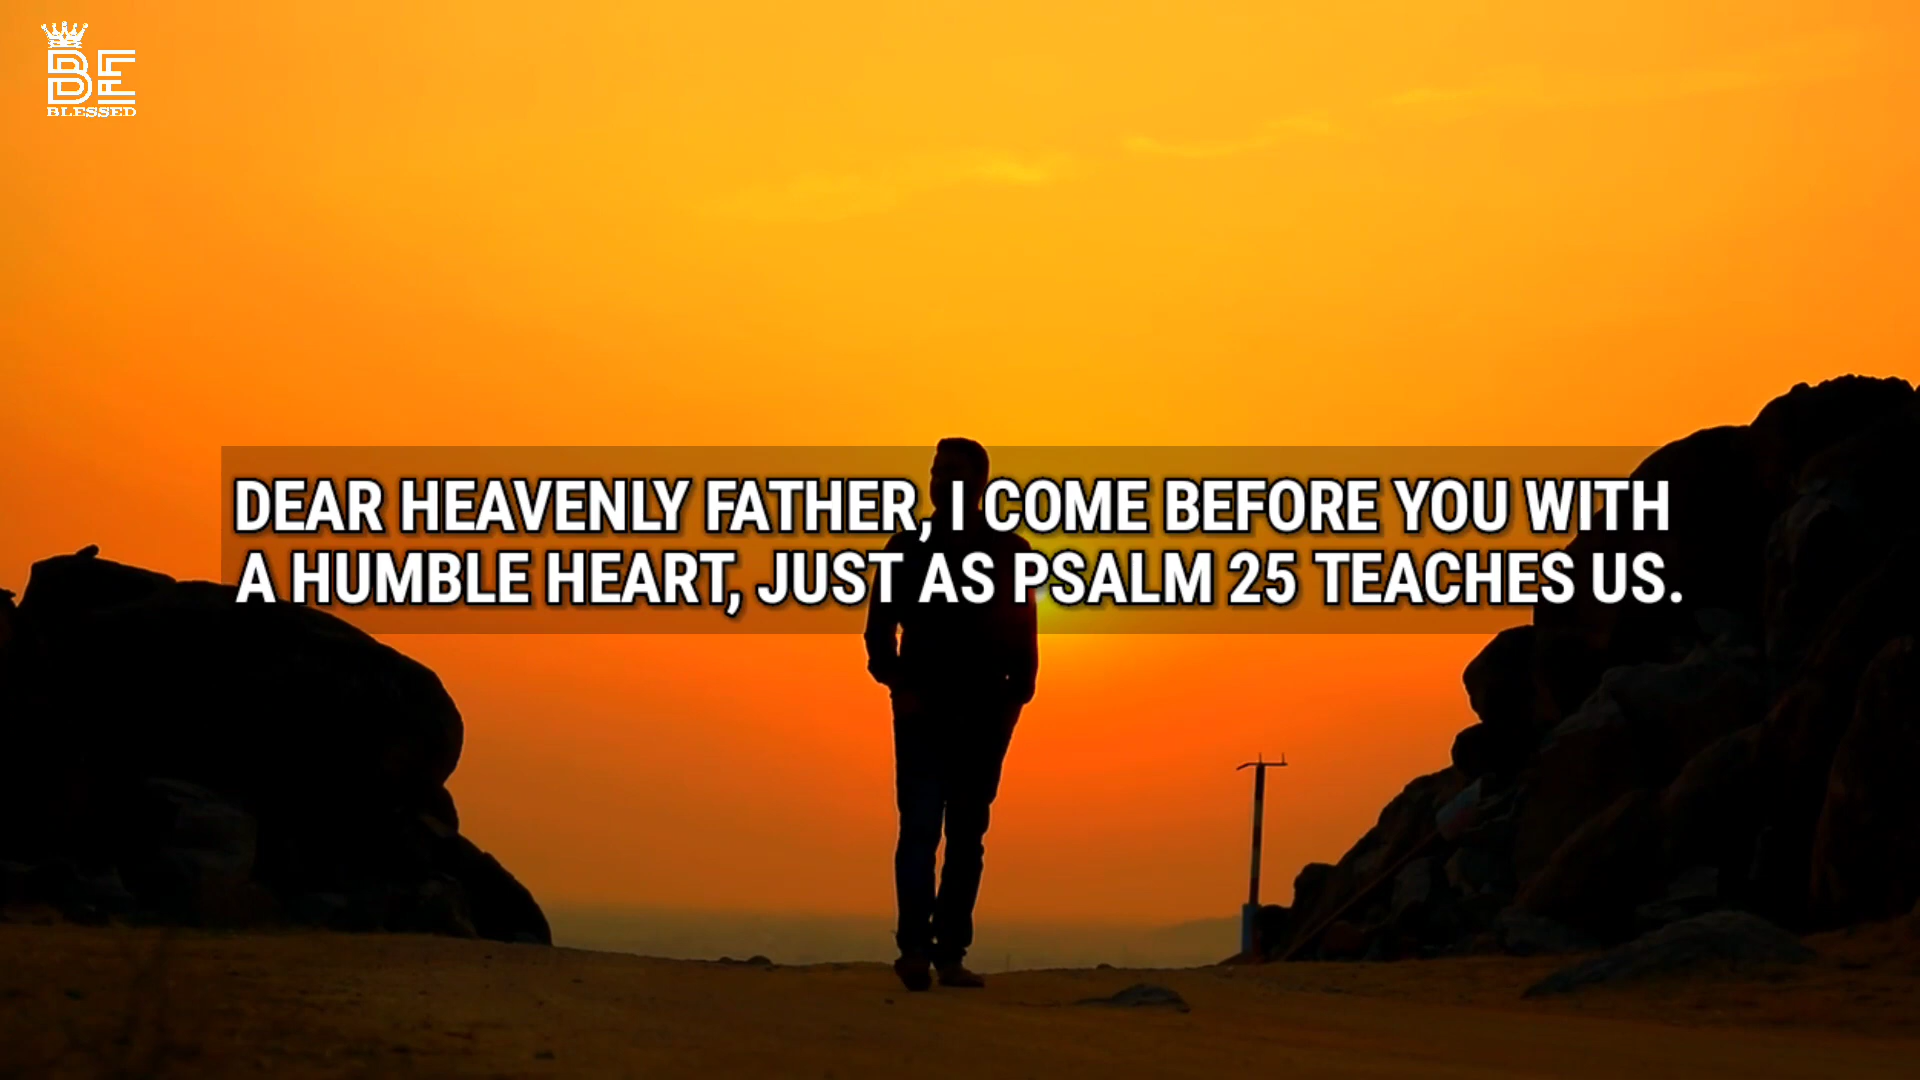 BE
BLESSED
DEAR HEAVENLY FATHER, I COME BEFORE YOU WITH
A HUMBLE HEART, JUST AS PSALM 25 TEACHES US.